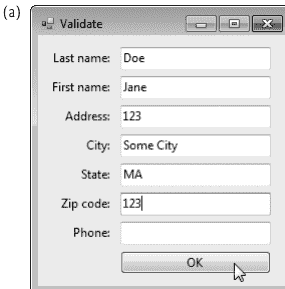 (a)
Validate
Last name: Doe
First name: Jane
Address: 123
City: Some City
State: MA
Zip code: 123
Phone:
OK